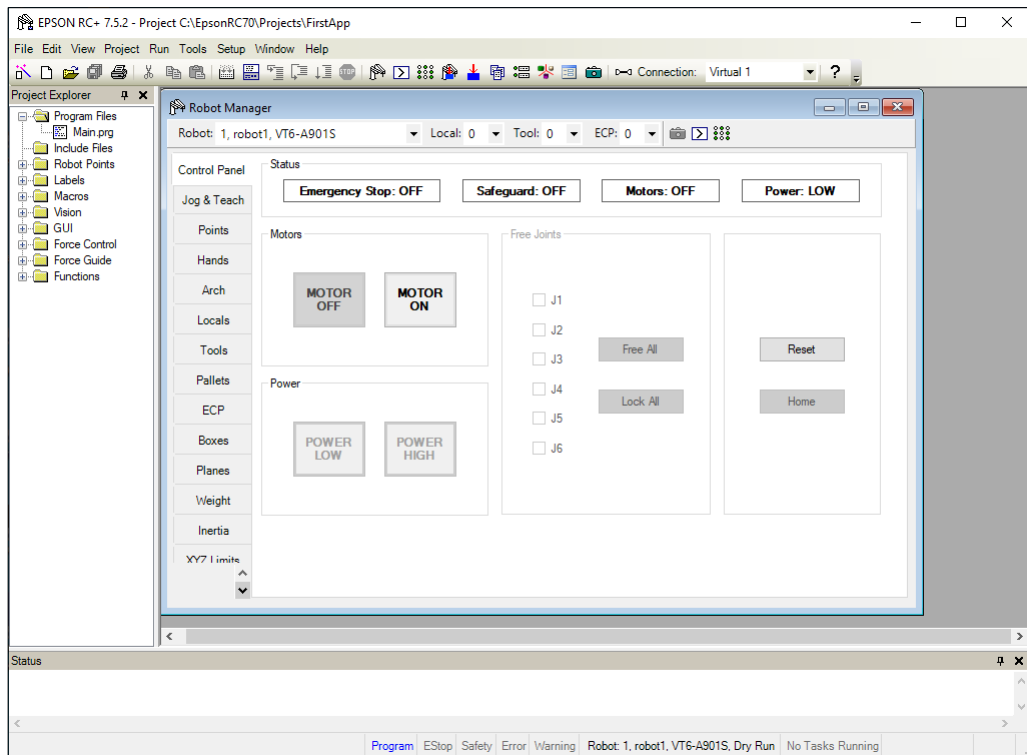 EPSON RC+ 7.5.2 - Project C:\EpsonRC70\Projects\FirstApp
File Edit View Project Run Tools Setup Window Help
Connection: Virtual 1 ?
Project Explorer
Program Files
Main.prg
Include Files
Robot Points
Labels
Macros
Vision
GUI
Force Control
Force Guide
Functions
Robot Manager
Robot: 1, robot1, VT6-A901S Local: 0 Tool: 0 ECP: 0
Control Panel
Jog & Teach
Points
Hands
Arch
Locals
Tools
Pallets
ECP
Boxes
Planes
Weight
Inertia
XYZ Limits
Status
Emergency Stop: OFF Safeguard: OFF Motors: OFF Power: LOW
Motors
MOTOR OFF
MOTOR ON
Power
POWER LOW
POWER HIGH
Free Joints
J1
J2
J3
J4
J5
J6
Free All
Lock All
Reset
Home
Status
Program EStop Safety Error Warning Robot: 1, robot1, VT6-A901S, Dry Run No Tasks Running